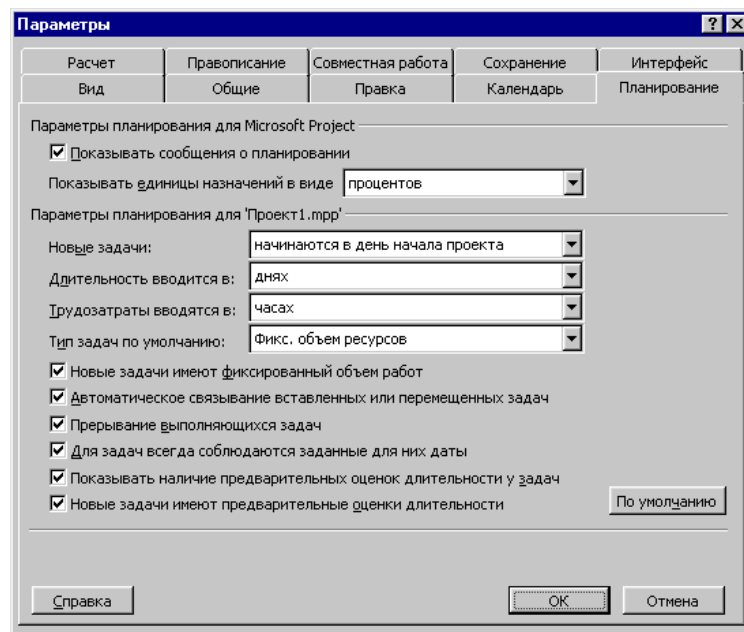 Параметры
Расчет Правописание Совместная работа Сохранение Интерфейс
Вид Общие Правка Календарь Планирование
Параметры планирования для Microsoft Project
Показывать сообщения о планировании
Показывать единицы назначений в виде процентов
Параметры планирования для 'Проект1.mpp'
Новые задачи: начинаются в день начала проекта
Длительность вводится в: днях
Трудозатраты вводятся в: часах
Тип задач по умолчанию: Фикс. объем ресурсов
Новые задачи имеют фиксированный объем работ
Автоматическое связывание вставленных или перемещенных задач
Прерывание выполняющихся задач
Для задач всегда соблюдаются заданные для них даты
Показывать наличие предварительных оценок длительности у задач
Новые задачи имеют предварительные оценки длительности
По умолчанию
Справка ОК Отмена